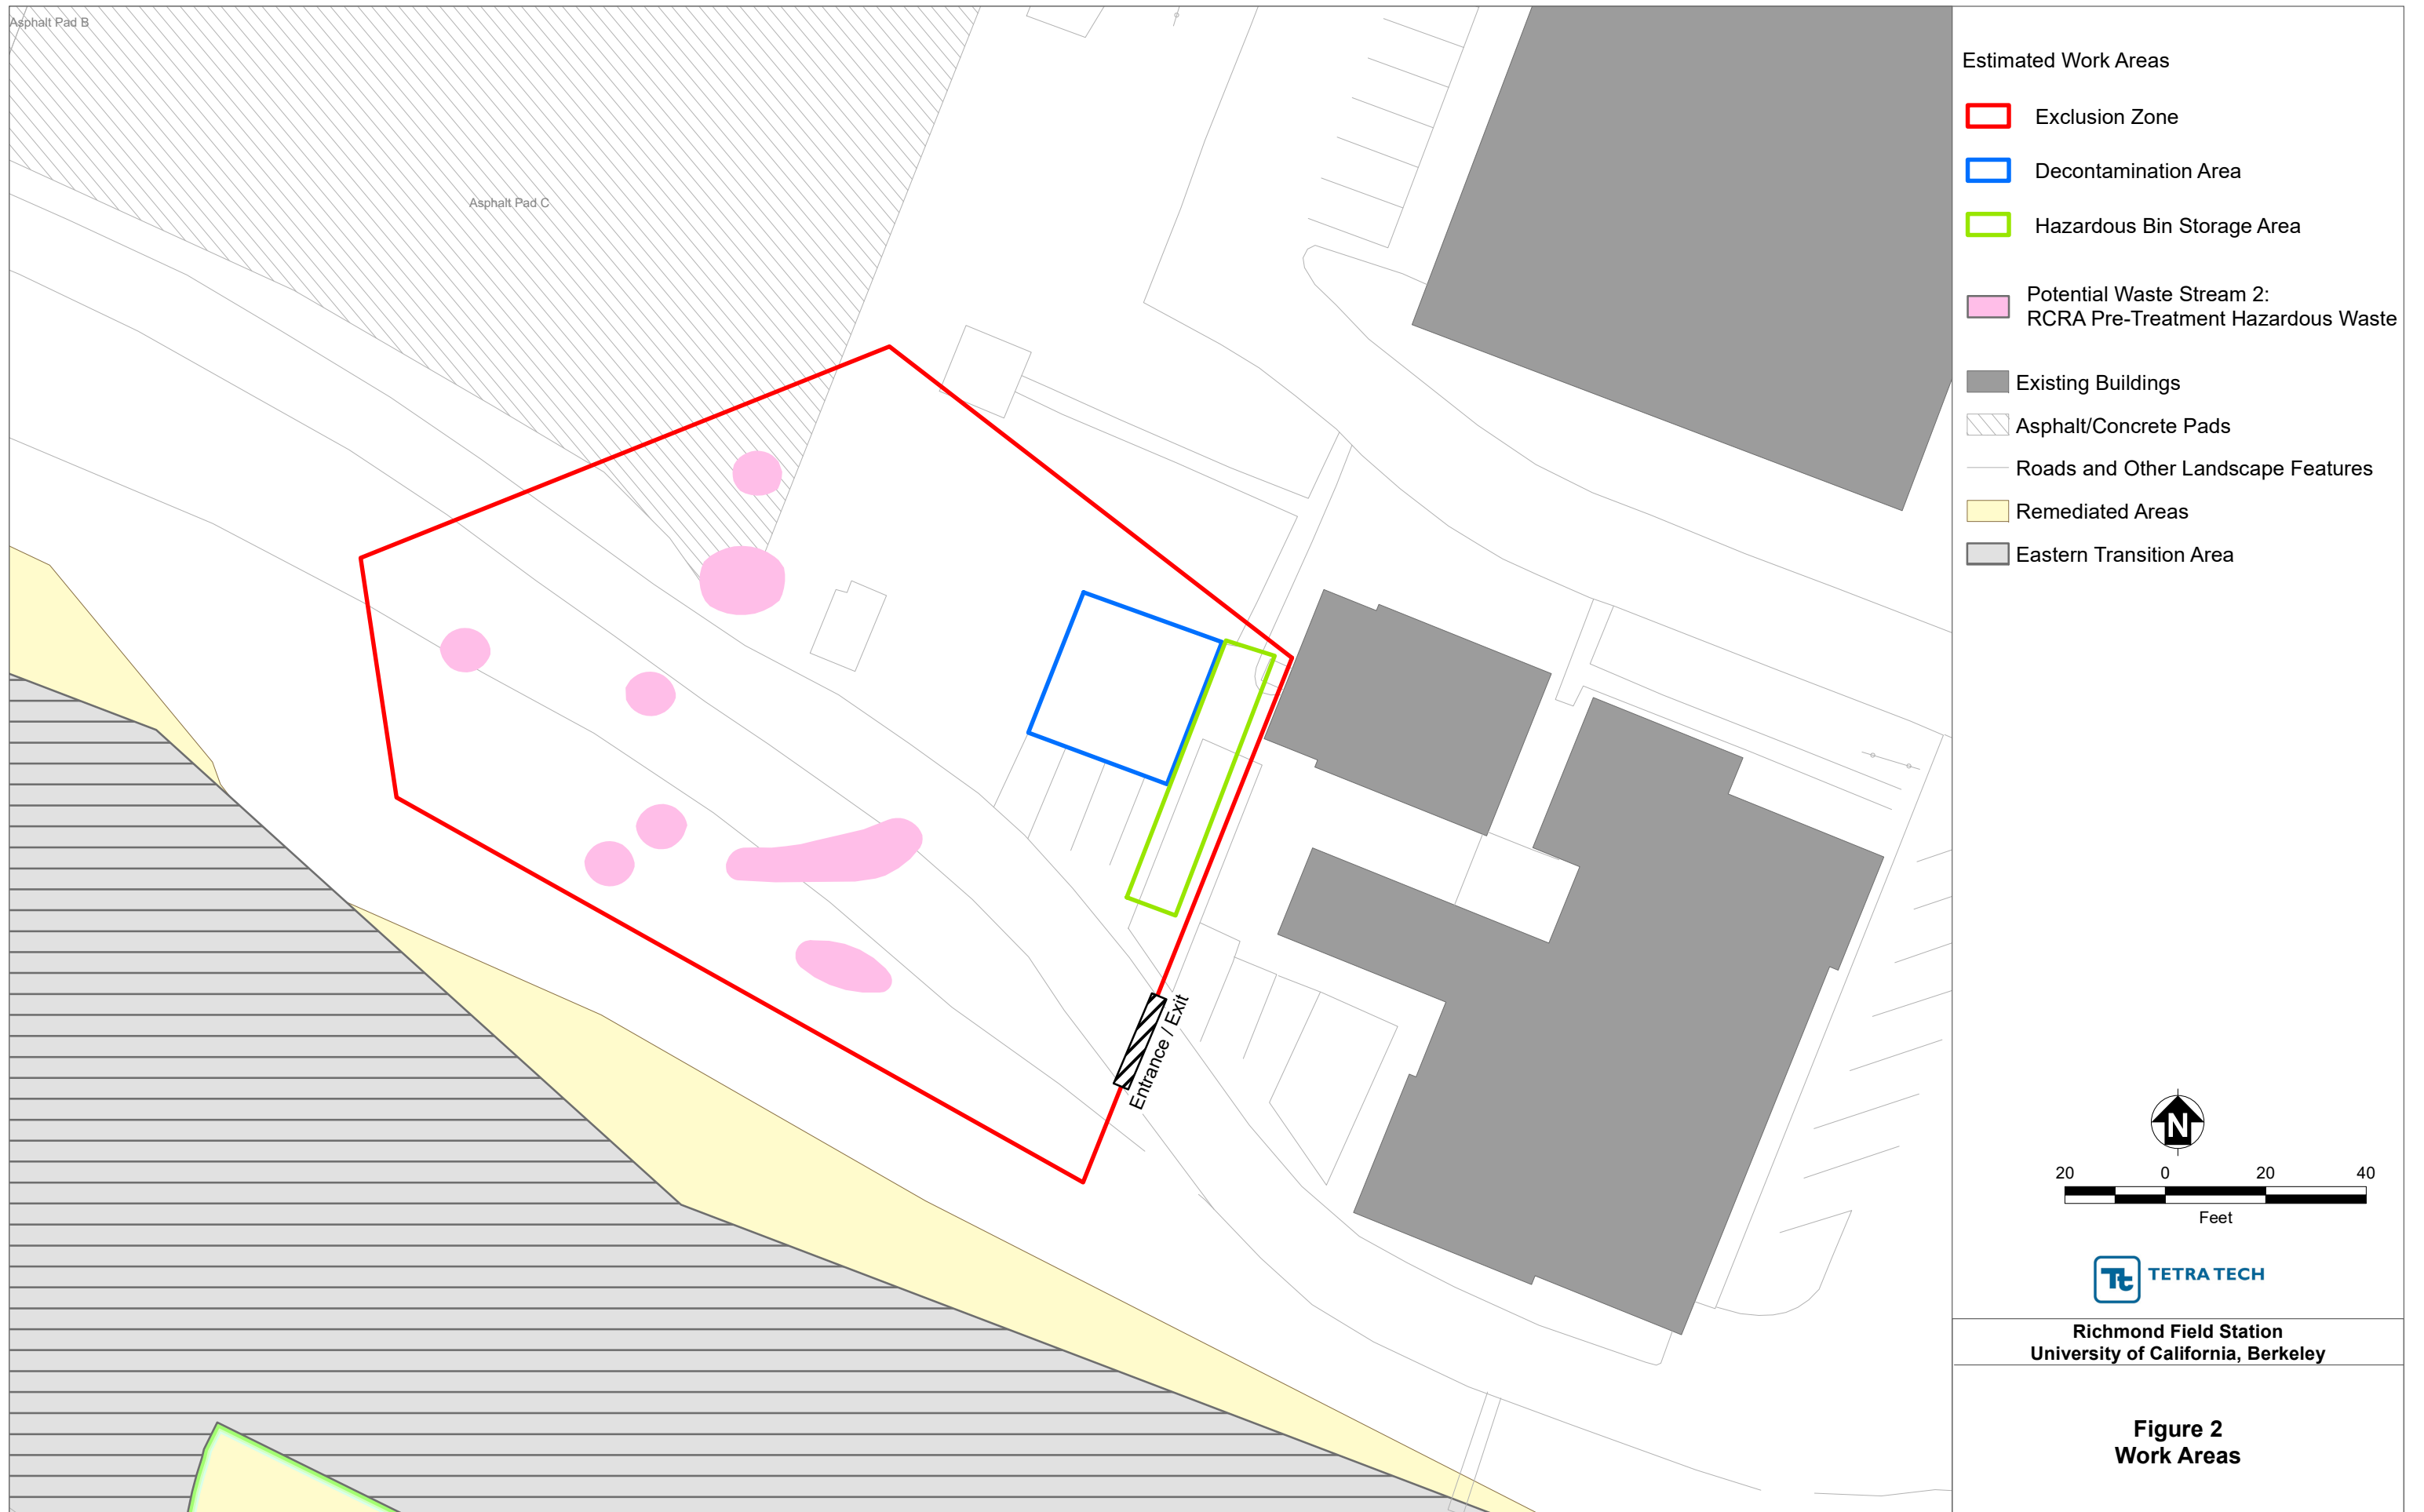 Asphalt Pad B
Asphalt Pad C
Entrance / Exit
Estimated Work Areas
Exclusion Zone
Decontamination Area
Hazardous Bin Storage Area
Potential Waste Stream 2:
RCRA Pre-Treatment Hazardous Waste
Existing Buildings
Asphalt/Concrete Pads
Roads and Other Landscape Features
Remediated Areas
Eastern Transition Area
N
20 0 20 40
Feet
Tt TETRA TECH
Richmond Field Station
University of California, Berkeley
Figure 2
Work Areas